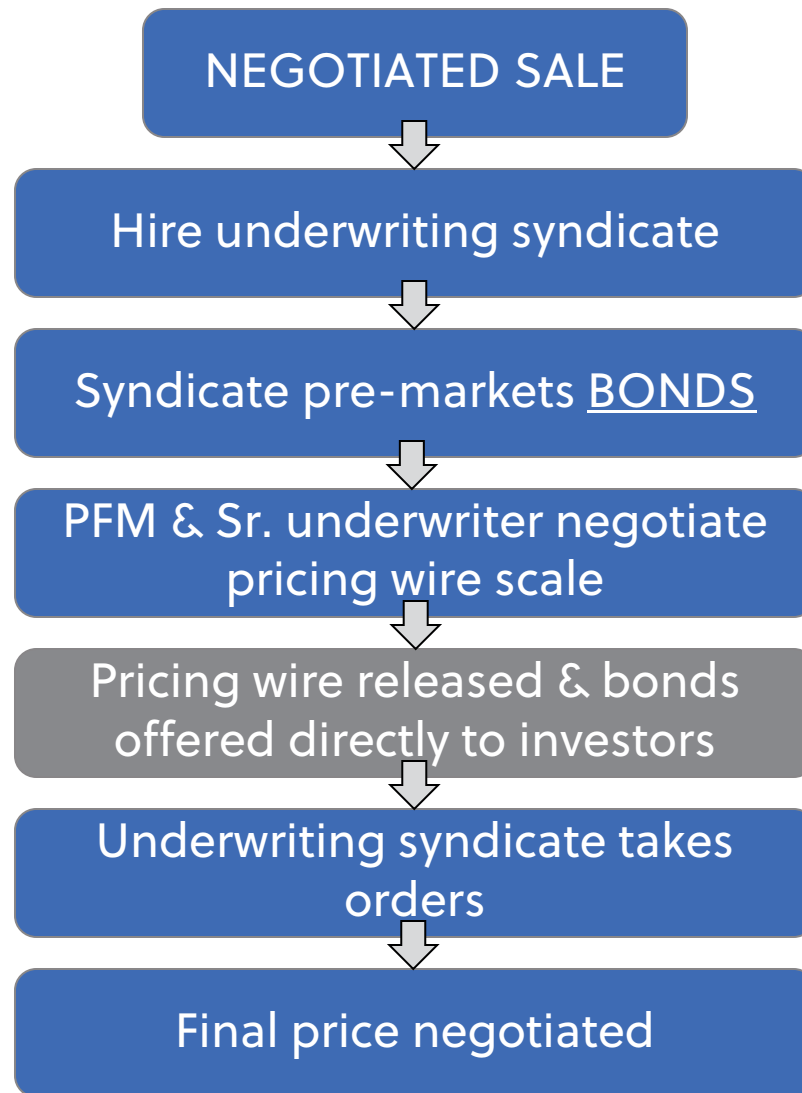 NEGOTIATED SALE
Hire underwriting syndicate
Syndicate pre-markets BONDS
PFM & Sr. underwriter negotiate
pricing wire scale
Pricing wire released & bonds
offered directly to investors
Underwriting syndicate takes
orders
Final price negotiated